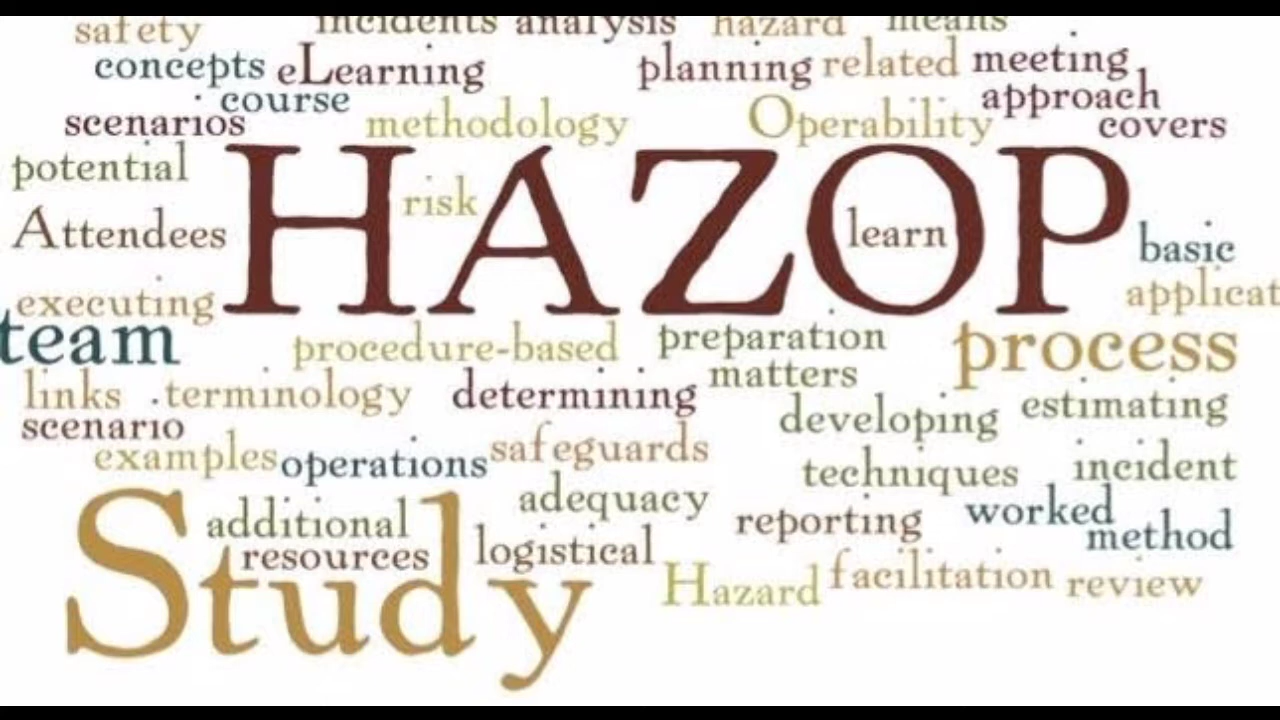 safety incidents analysis hazard means
concepts eLearning planning related meeting
course approach
scenarios methodology Operability covers
potential
HAZOP
risk
Attendees learn basic
executing applicat
team procedure-based preparation process
links terminology determining matters
scenario developing estimating
examples operations safeguards techniques incident
Study
additional adequacy reporting worked
resources logistical method
Hazard facilitation review